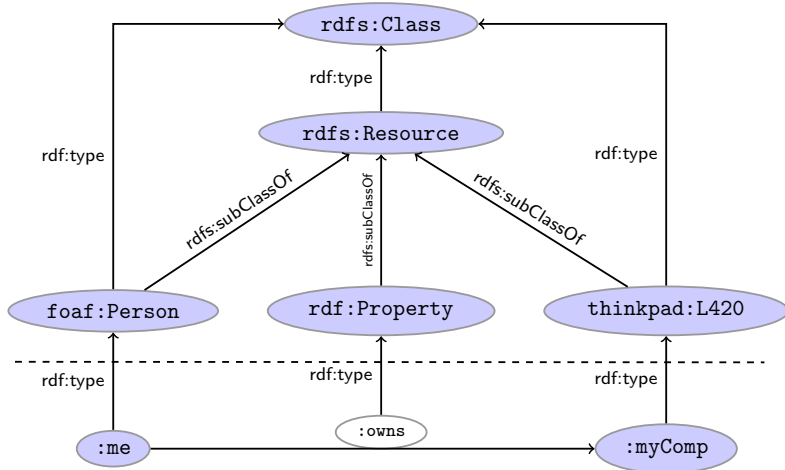 rdfs:Class
rdf:type
rdfs:Resource
rdf:type
rdf:type
rdfs:subClassOf
rdfs:subClassOf
rdfs:subClassOf
foaf:Person
rdf:Property
thinkpad:L420
rdf:type
rdf:type
rdf:type
:owns
:me
:myComp